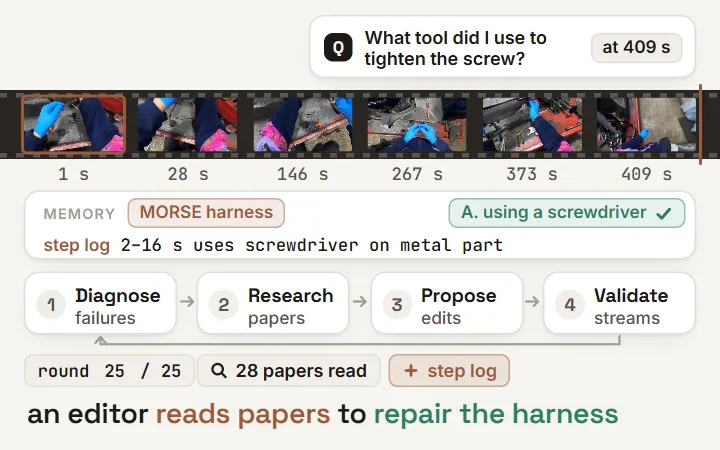 Q
What tool did I use to
tighten the screw?
at 409 s
1 s
28 s
146 s
267 s
373 s
409 s
MEMORY
MORSE harness
A. using a screwdriver
step log 2–16 s uses screwdriver on metal part
1
Diagnose
failures
2
Research
papers
3
Propose
edits
4
Validate
streams
round 25 / 25
28 papers read
+ step log
an editor reads papers to repair the harness